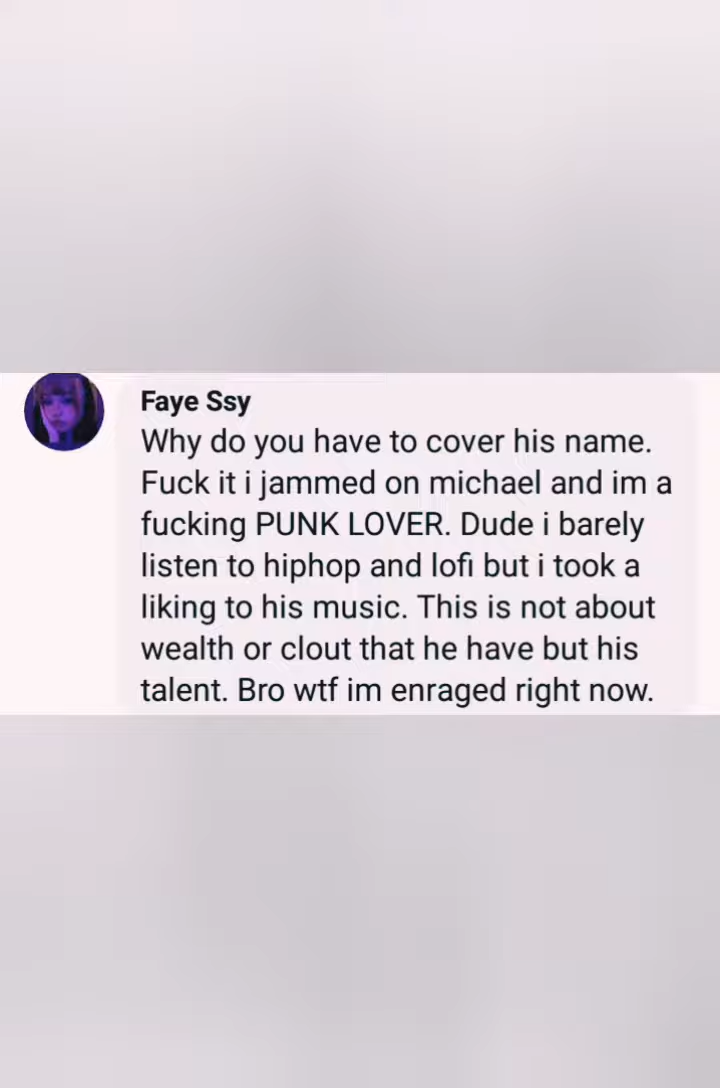 Faye Ssy
Why do you have to cover his name.
Fuck it i jammed on michael and im a
fucking PUNK LOVER. Dude i barely
listen to hiphop and lofi but i took a
liking to his music. This is not about
wealth or clout that he have but his
talent. Bro wtf im enraged right now.